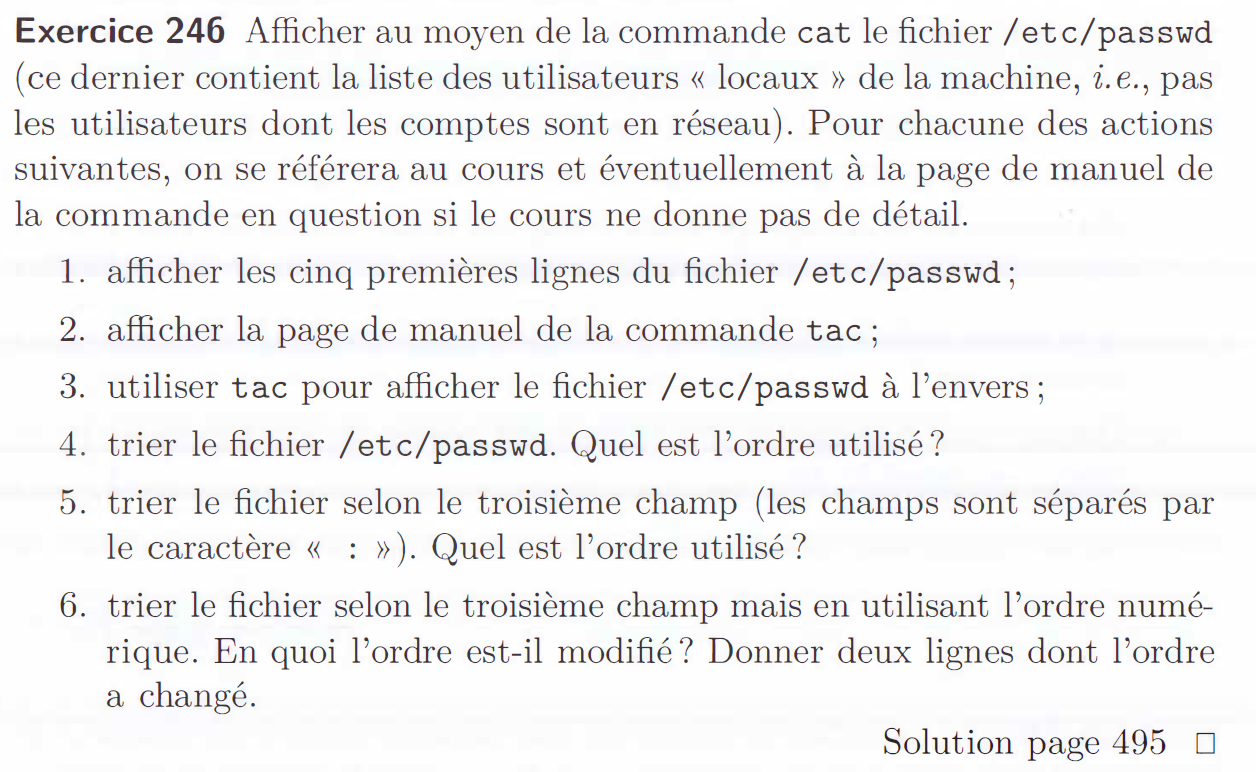 Exercice 246 Afficher au moyen de la commande cat le fichier /etc/passwd
(ce dernier contient la liste des utilisateurs « locaux » de la machine, i.e., pas
les utilisateurs dont les comptes sont en réseau). Pour chacune des actions
suivantes, on se référera au cours et éventuellement à la page de manuel de
la commande en question si le cours ne donne pas de détail.
1. afficher les cinq premières lignes du fichier /etc/passwd ;
2. afficher la page de manuel de la commande tac ;
3. utiliser tac pour afficher le fichier /etc/passwd à l'envers ;
4. trier le fichier /etc/passwd. Quel est l'ordre utilisé ?
5. trier le fichier selon le troisième champ (les champs sont séparés par
le caractère « : »). Quel est l'ordre utilisé ?
6. trier le fichier selon le troisième champ mais en utilisant l'ordre numé-
rique. En quoi l'ordre est-il modifié ? Donner deux lignes dont l'ordre
a changé.
Solution page 495 □